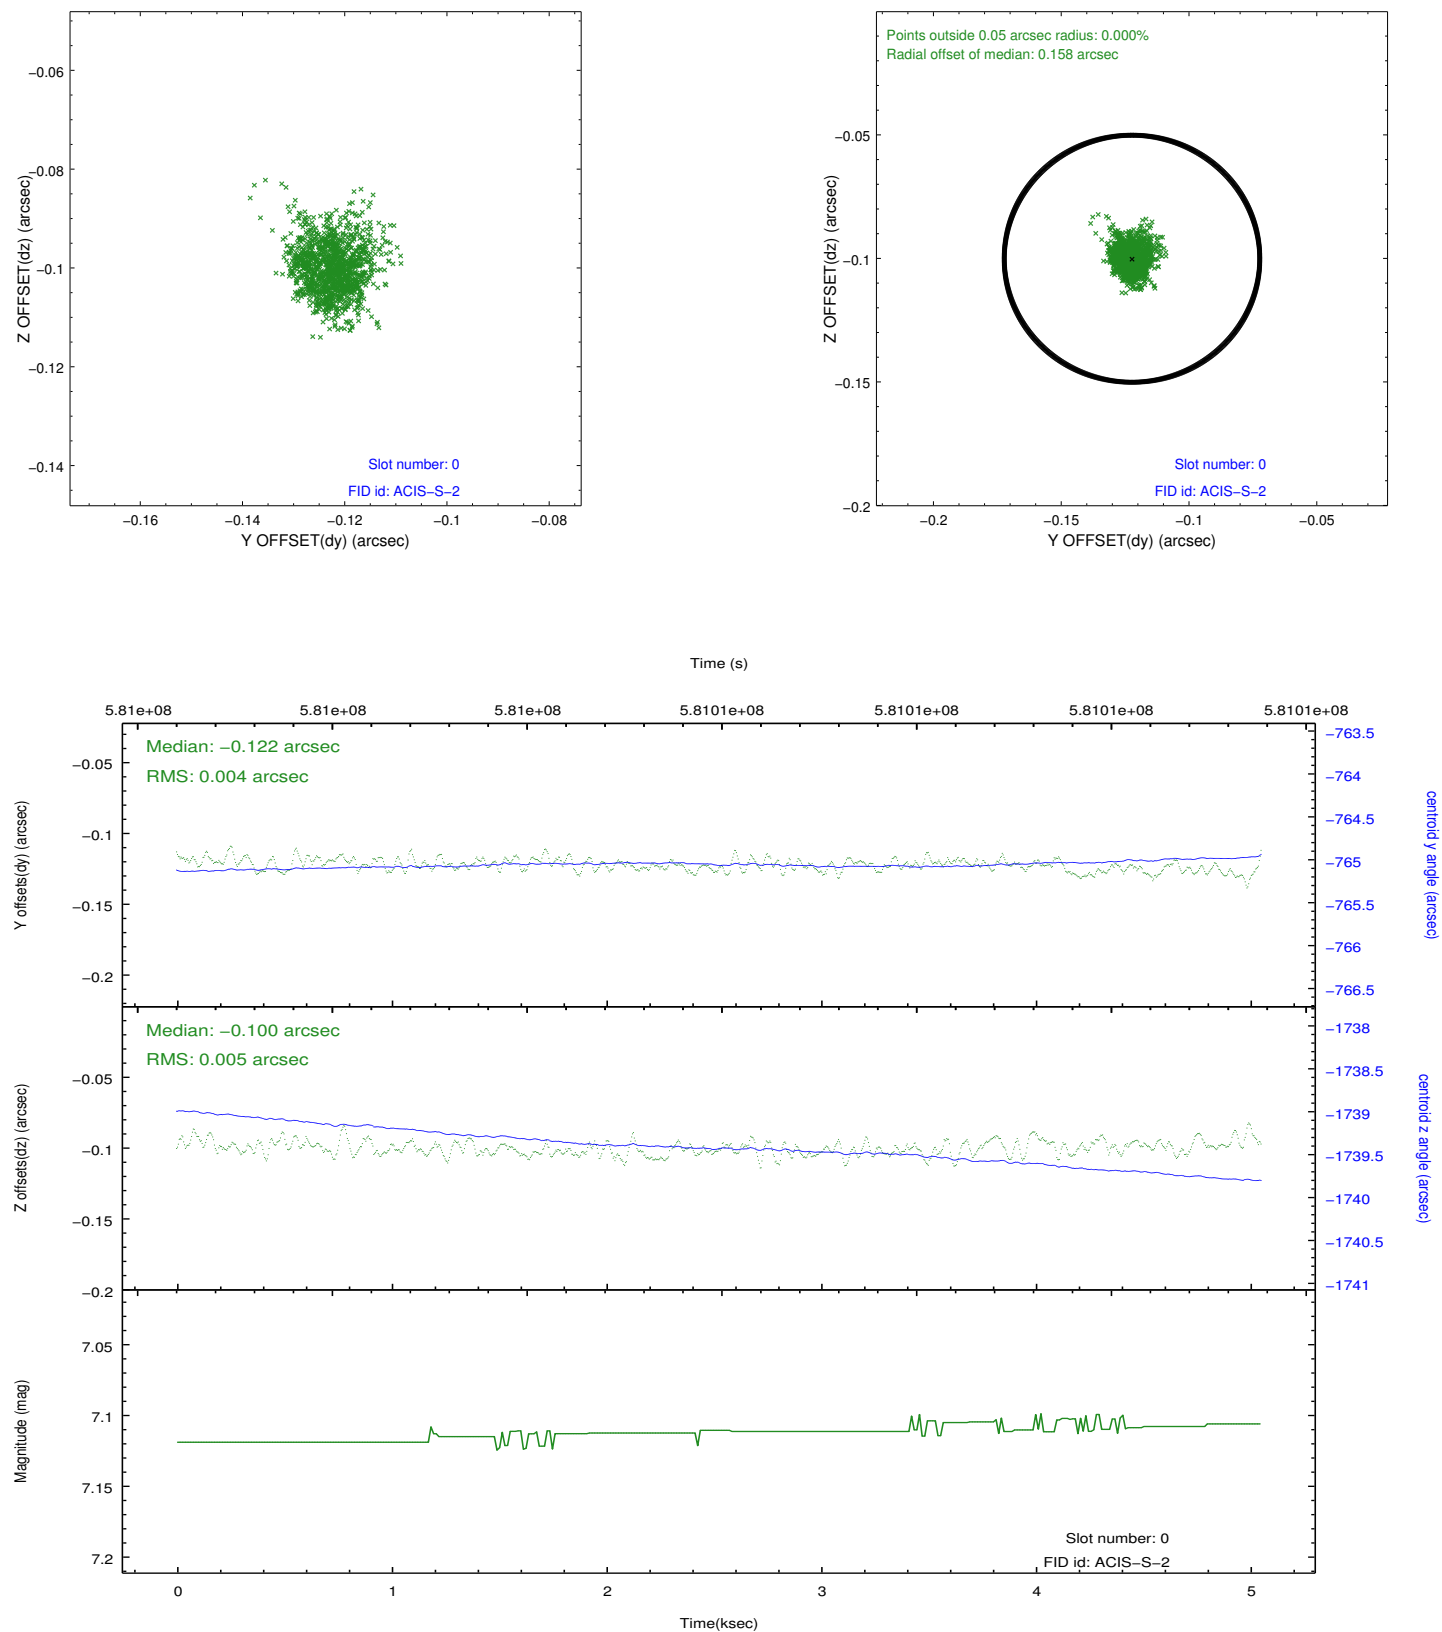 −0.06
−0.08
−0.1
−0.12
−0.14
Z OFFSET(dz) (arcsec)
Slot number: 0
FID id: ACIS−S−2
−0.16
−0.14
−0.12
−0.1
−0.08
Y OFFSET(dy) (arcsec)
Points outside 0.05 arcsec radius: 0.000%
Radial offset of median: 0.158 arcsec
−0.05
−0.1
−0.15
−0.2
Z OFFSET(dz) (arcsec)
Slot number: 0
FID id: ACIS−S−2
−0.2
−0.15
−0.1
−0.05
Y OFFSET(dy) (arcsec)
Time (s)
5.81e+08
5.81e+08
5.81e+08
5.8101e+08
5.8101e+08
5.8101e+08
5.8101e+08
Median: −0.122 arcsec
RMS: 0.004 arcsec
−0.05
−0.1
−0.15
−0.2
Y offsets(dy) (arcsec)
−763.5
−764
−764.5
−765
−765.5
−766
−766.5
centroid y angle (arcsec)
Median: −0.100 arcsec
RMS: 0.005 arcsec
−0.05
−0.1
−0.15
−0.2
Z offsets(dz) (arcsec)
−1738
−1738.5
−1739
−1739.5
−1740
−1740.5
−1741
centroid z angle (arcsec)
7.05
7.1
7.15
7.2
Magnitude (mag)
Slot number: 0
FID id: ACIS−S−2
0
1
2
3
4
5
Time(ksec)